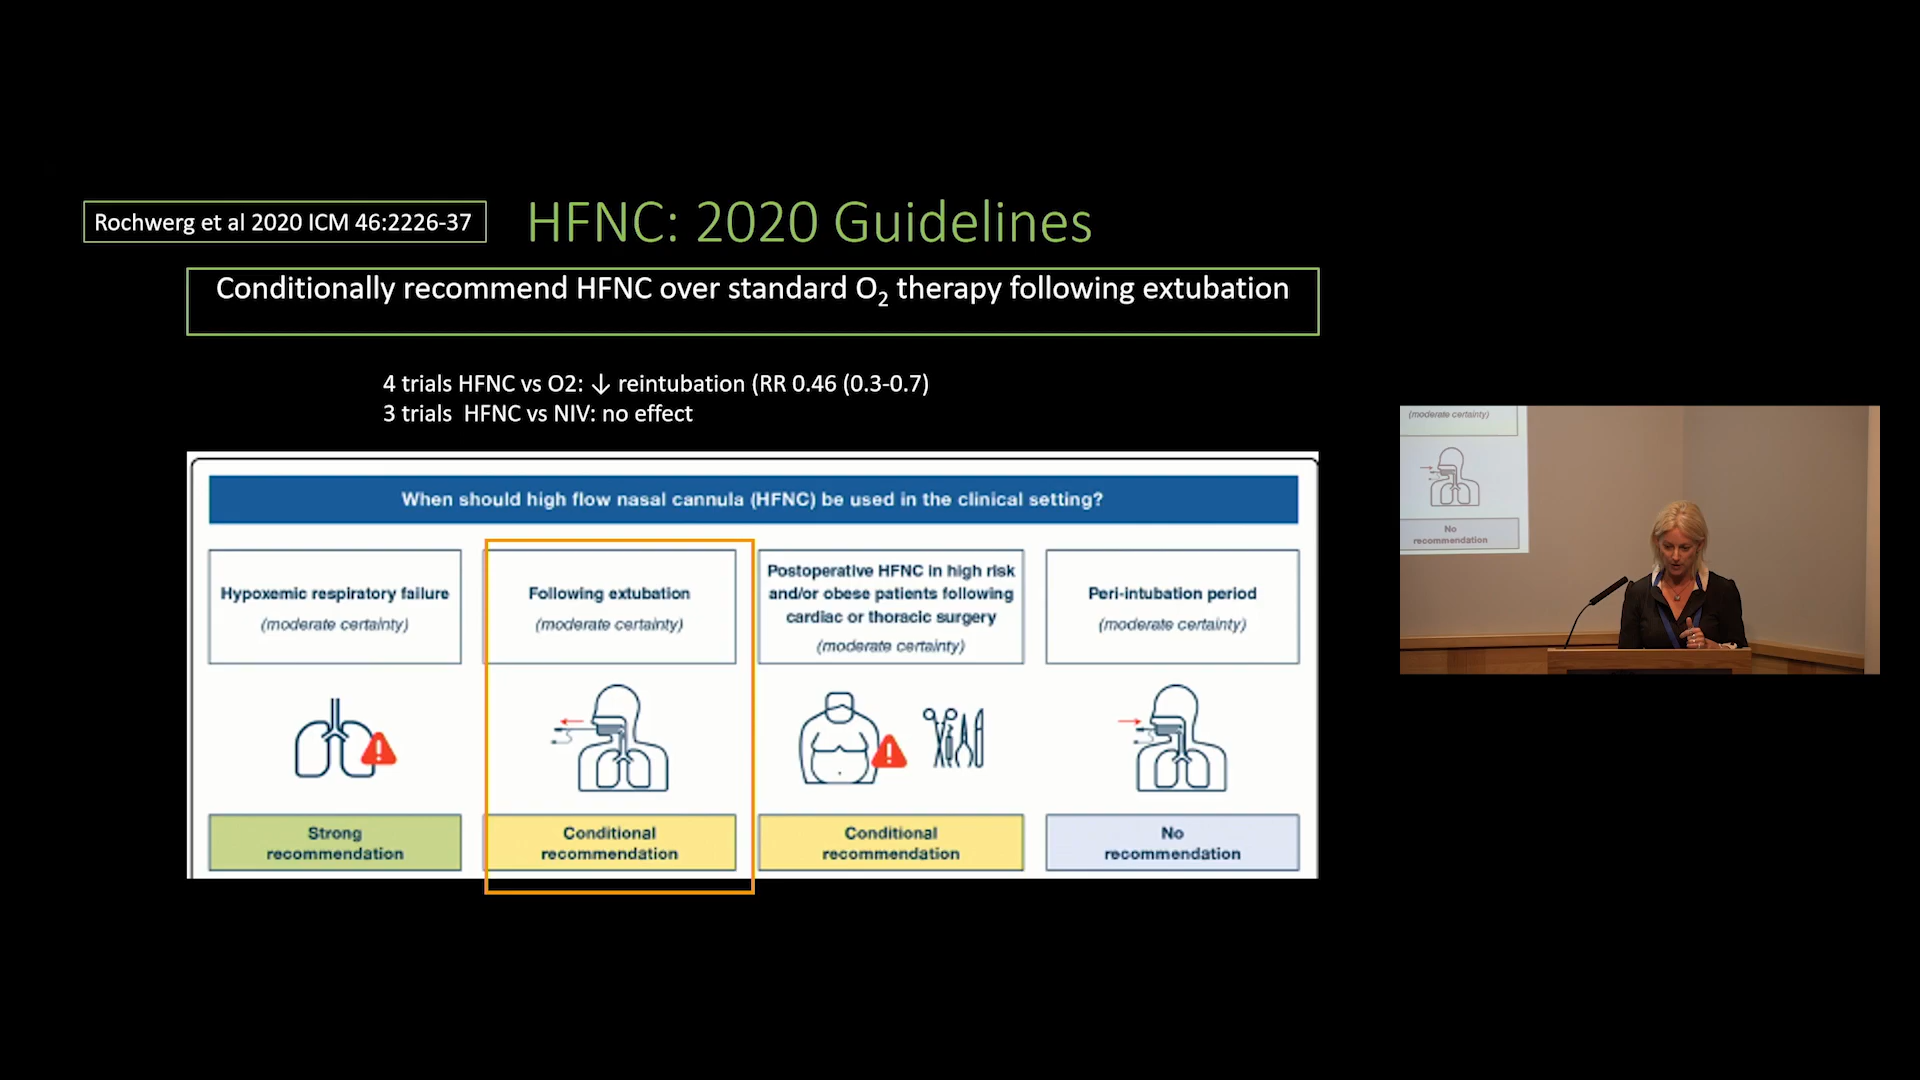 Rochwerg et al 2020 ICM 46:2226-37
HFNC: 2020 Guidelines
Conditionally recommend HFNC over standard O₂ therapy following extubation
4 trials HFNC vs O2: ↓ reintubation (RR 0.46 (0.3-0.7)
3 trials HFNC vs NIV: no effect
When should high flow nasal cannula (HFNC) be used in the clinical setting?
Hypoxemic respiratory failure
(moderate certainty)
Strong
recommendation
Following extubation
(moderate certainty)
Conditional
recommendation
Postoperative HFNC in high risk
and/or obese patients following
cardiac or thoracic surgery
(moderate certainty)
Conditional
recommendation
Peri-intubation period
(moderate certainty)
No
recommendation
(moderate certainty)
No
recommendation